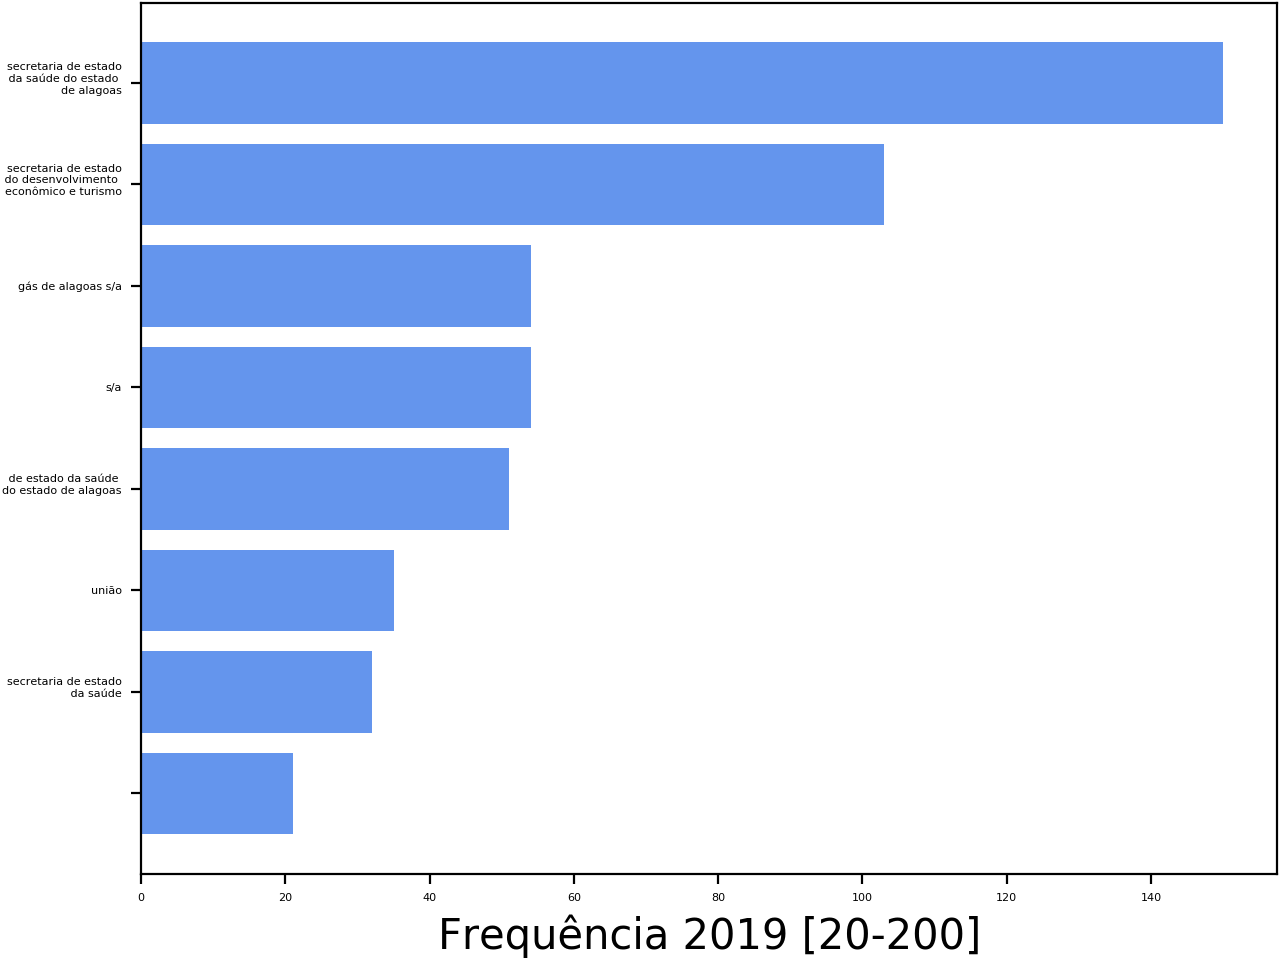 secretaria de estado
da saúde do estado
de alagoas
secretaria de estado
do desenvolvimento
econômico e turismo
gás de alagoas s/a
s/a
de estado da saúde
do estado de alagoas
união
secretaria de estado
da saúde
0 20 40 60 80 100 120 140
Frequência 2019 [20-200]